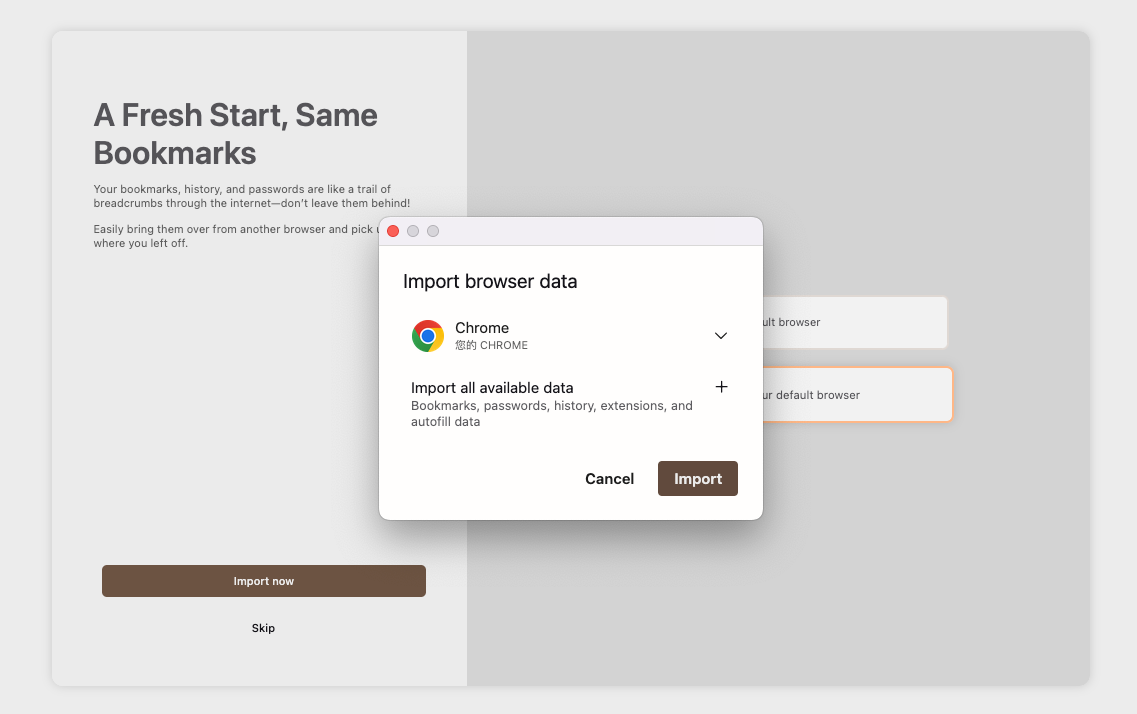 A Fresh Start, Same
Bookmarks
Your bookmarks, history, and passwords are like a trail of
breadcrumbs through the internet—don’t leave them behind!
Easily bring them over from another browser and pick
where you left off.
Import browser data
Chrome
您的 CHROME
Import all available data
Bookmarks, passwords, history, extensions, and
autofill data
Cancel
Import
browser
default browser
Import now
Skip